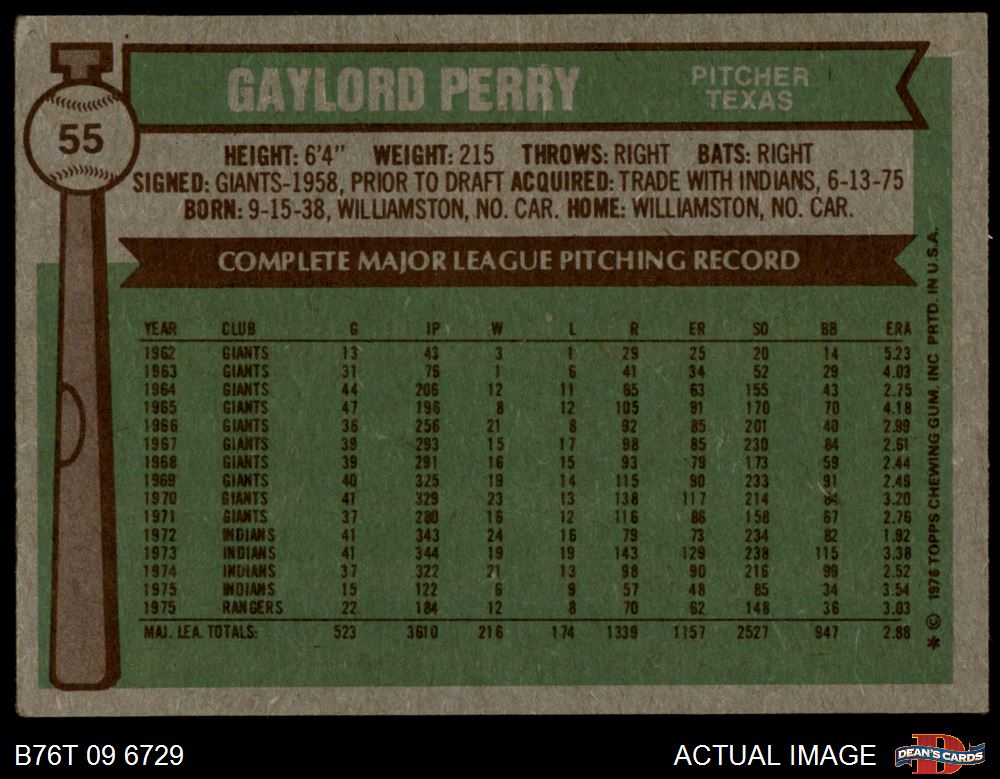 55
GAYLORD PERRY PITCHER
TEXAS
HEIGHT: 6'4" WEIGHT: 215 THROWS: RIGHT BATS: RIGHT
SIGNED: GIANTS-1958, PRIOR TO DRAFT ACQUIRED: TRADE WITH INDIANS, 6-13-75
BORN: 9-15-38, WILLIAMSTON, NO. CAR. HOME: WILLIAMSTON, NO. CAR.
COMPLETE MAJOR LEAGUE PITCHING RECORD
YEAR CLUB G IP W L R ER SO BB ERA
1962 GIANTS 13 43 3 1 29 25 20 14 5.23
1963 GIANTS 31 76 1 6 41 34 52 29 4.03
1964 GIANTS 44 206 12 11 65 63 155 43 2.75
1965 GIANTS 47 196 8 12 105 91 170 70 4.18
1966 GIANTS 36 256 21 8 92 85 201 40 2.99
1967 GIANTS 39 293 15 17 98 85 230 84 2.61
1968 GIANTS 39 291 16 15 93 79 173 59 2.44
1969 GIANTS 40 325 19 14 115 90 233 91 2.49
1970 GIANTS 41 329 23 13 138 117 214 84 3.20
1971 GIANTS 37 280 16 12 116 86 158 67 2.76
1972 INDIANS 41 343 24 16 79 73 234 82 1.92
1973 INDIANS 41 344 19 19 143 129 238 115 3.38
1974 INDIANS 37 322 21 13 98 90 216 99 2.52
1975 INDIANS 15 122 6 9 57 48 85 34 3.54
1975 RANGERS 22 184 12 8 70 62 148 36 3.03
MAJ. LEA. TOTALS: 523 3610 216 174 1339 1157 2527 947 2.88
* © 1976 TOPPS CHEWING GUM, INC PRTD. IN U.S.A.
B76T 09 6729 ACTUAL IMAGE DEAN'S CARDS